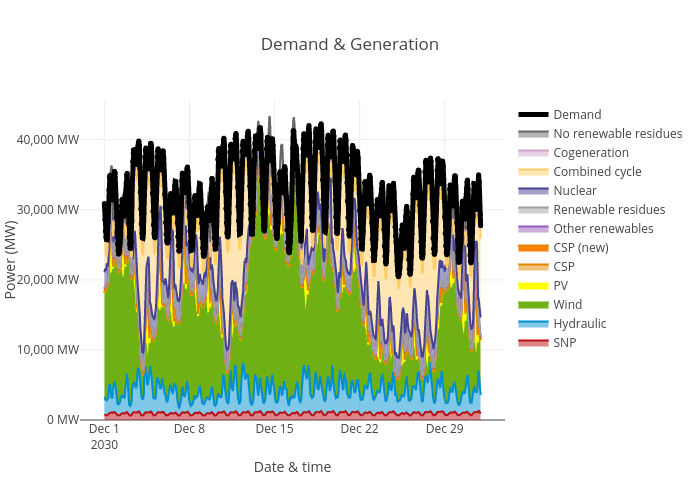 Demand & Generation
Power (MW)
40,000 MW
30,000 MW
20,000 MW
10,000 MW
0 MW
Dec 1
2030
Dec 8
Dec 15
Dec 22
Dec 29
Date & time
Demand
No renewable residues
Cogeneration
Combined cycle
Nuclear
Renewable residues
Other renewables
CSP (new)
CSP
PV
Wind
Hydraulic
SNP